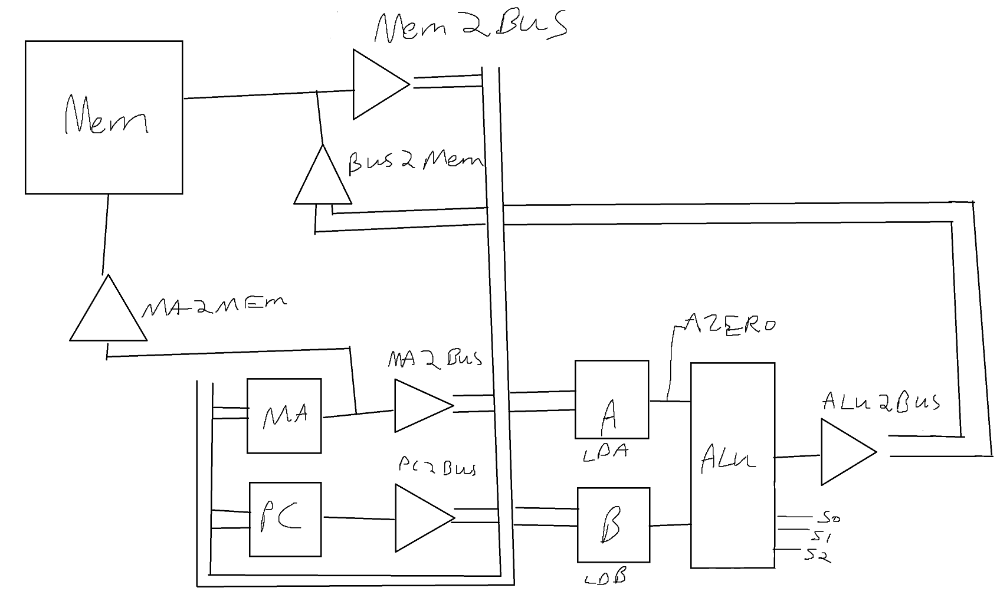 Mem2Bus
Mem
Bus2Mem
MA2MEm
AZERO
MA2Bus
MA
A
LDA
ALu2Bus
ALu
PC2Bus
PC
B
LDB
S0
S1
S2